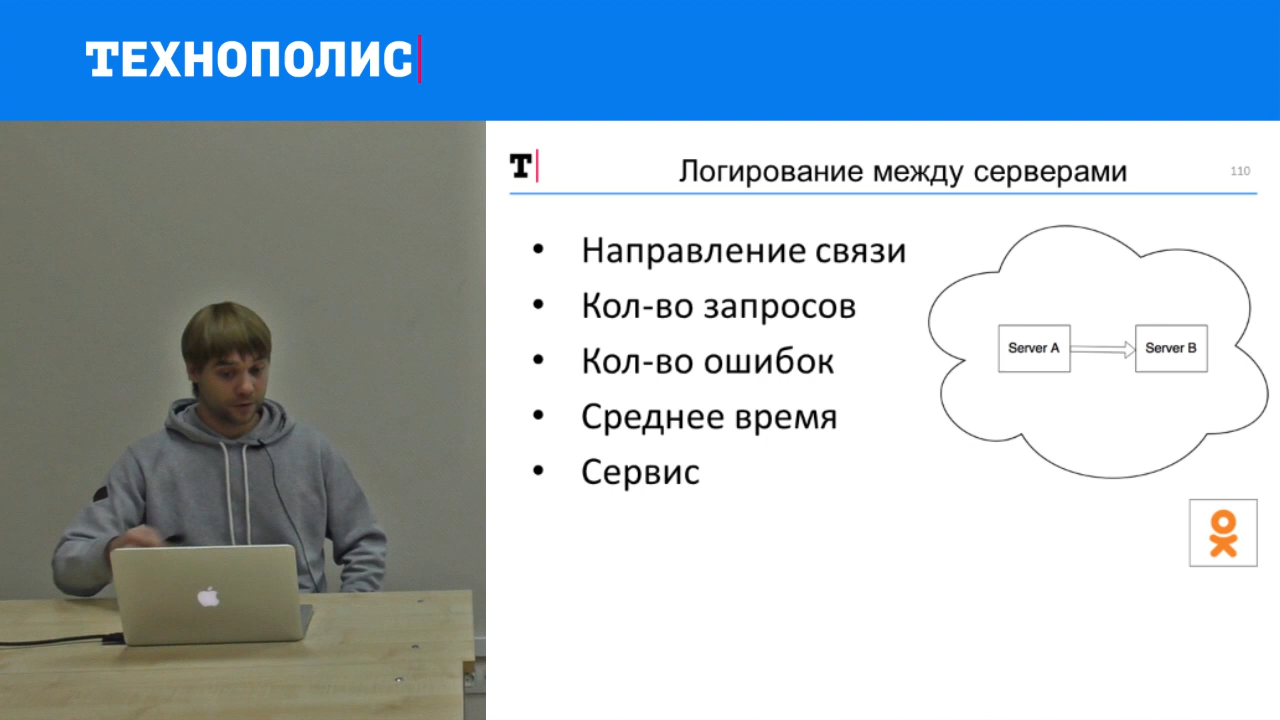 ТЕХНОПОЛИС
Т
Логирование между серверами
110
• Направление связи
• Кол-во запросов
• Кол-во ошибок
• Среднее время
• Сервис
Server A
Server B